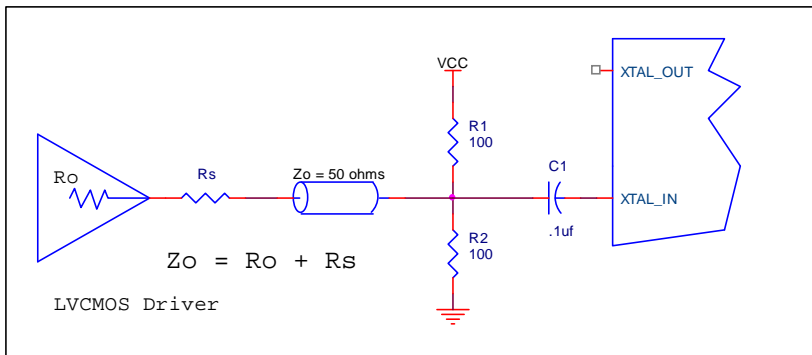 VCC
XTAL_OUT
R1
100
Ro
Rs
Zo = 50 ohms
C1
.1uf
XTAL_IN
R2
100
Zo = Ro + Rs
LVCMOS Driver